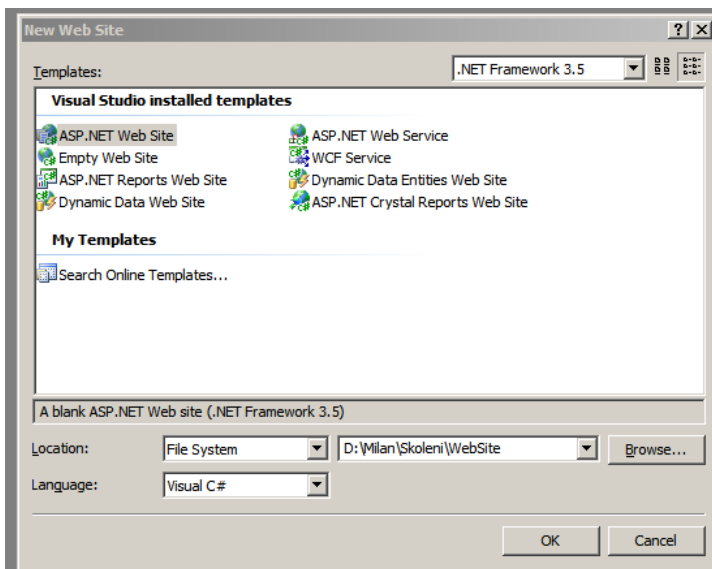 New Web Site
Templates:
.NET Framework 3.5
Visual Studio installed templates
ASP.NET Web Site
ASP.NET Web Service
Empty Web Site
WCF Service
ASP.NET Reports Web Site
Dynamic Data Entities Web Site
Dynamic Data Web Site
ASP.NET Crystal Reports Web Site
My Templates
Search Online Templates...
A blank ASP.NET Web site (.NET Framework 3.5)
Location:
File System
D:\Milan\Skoleni\WebSite
Browse...
Language:
Visual C#
OK
Cancel